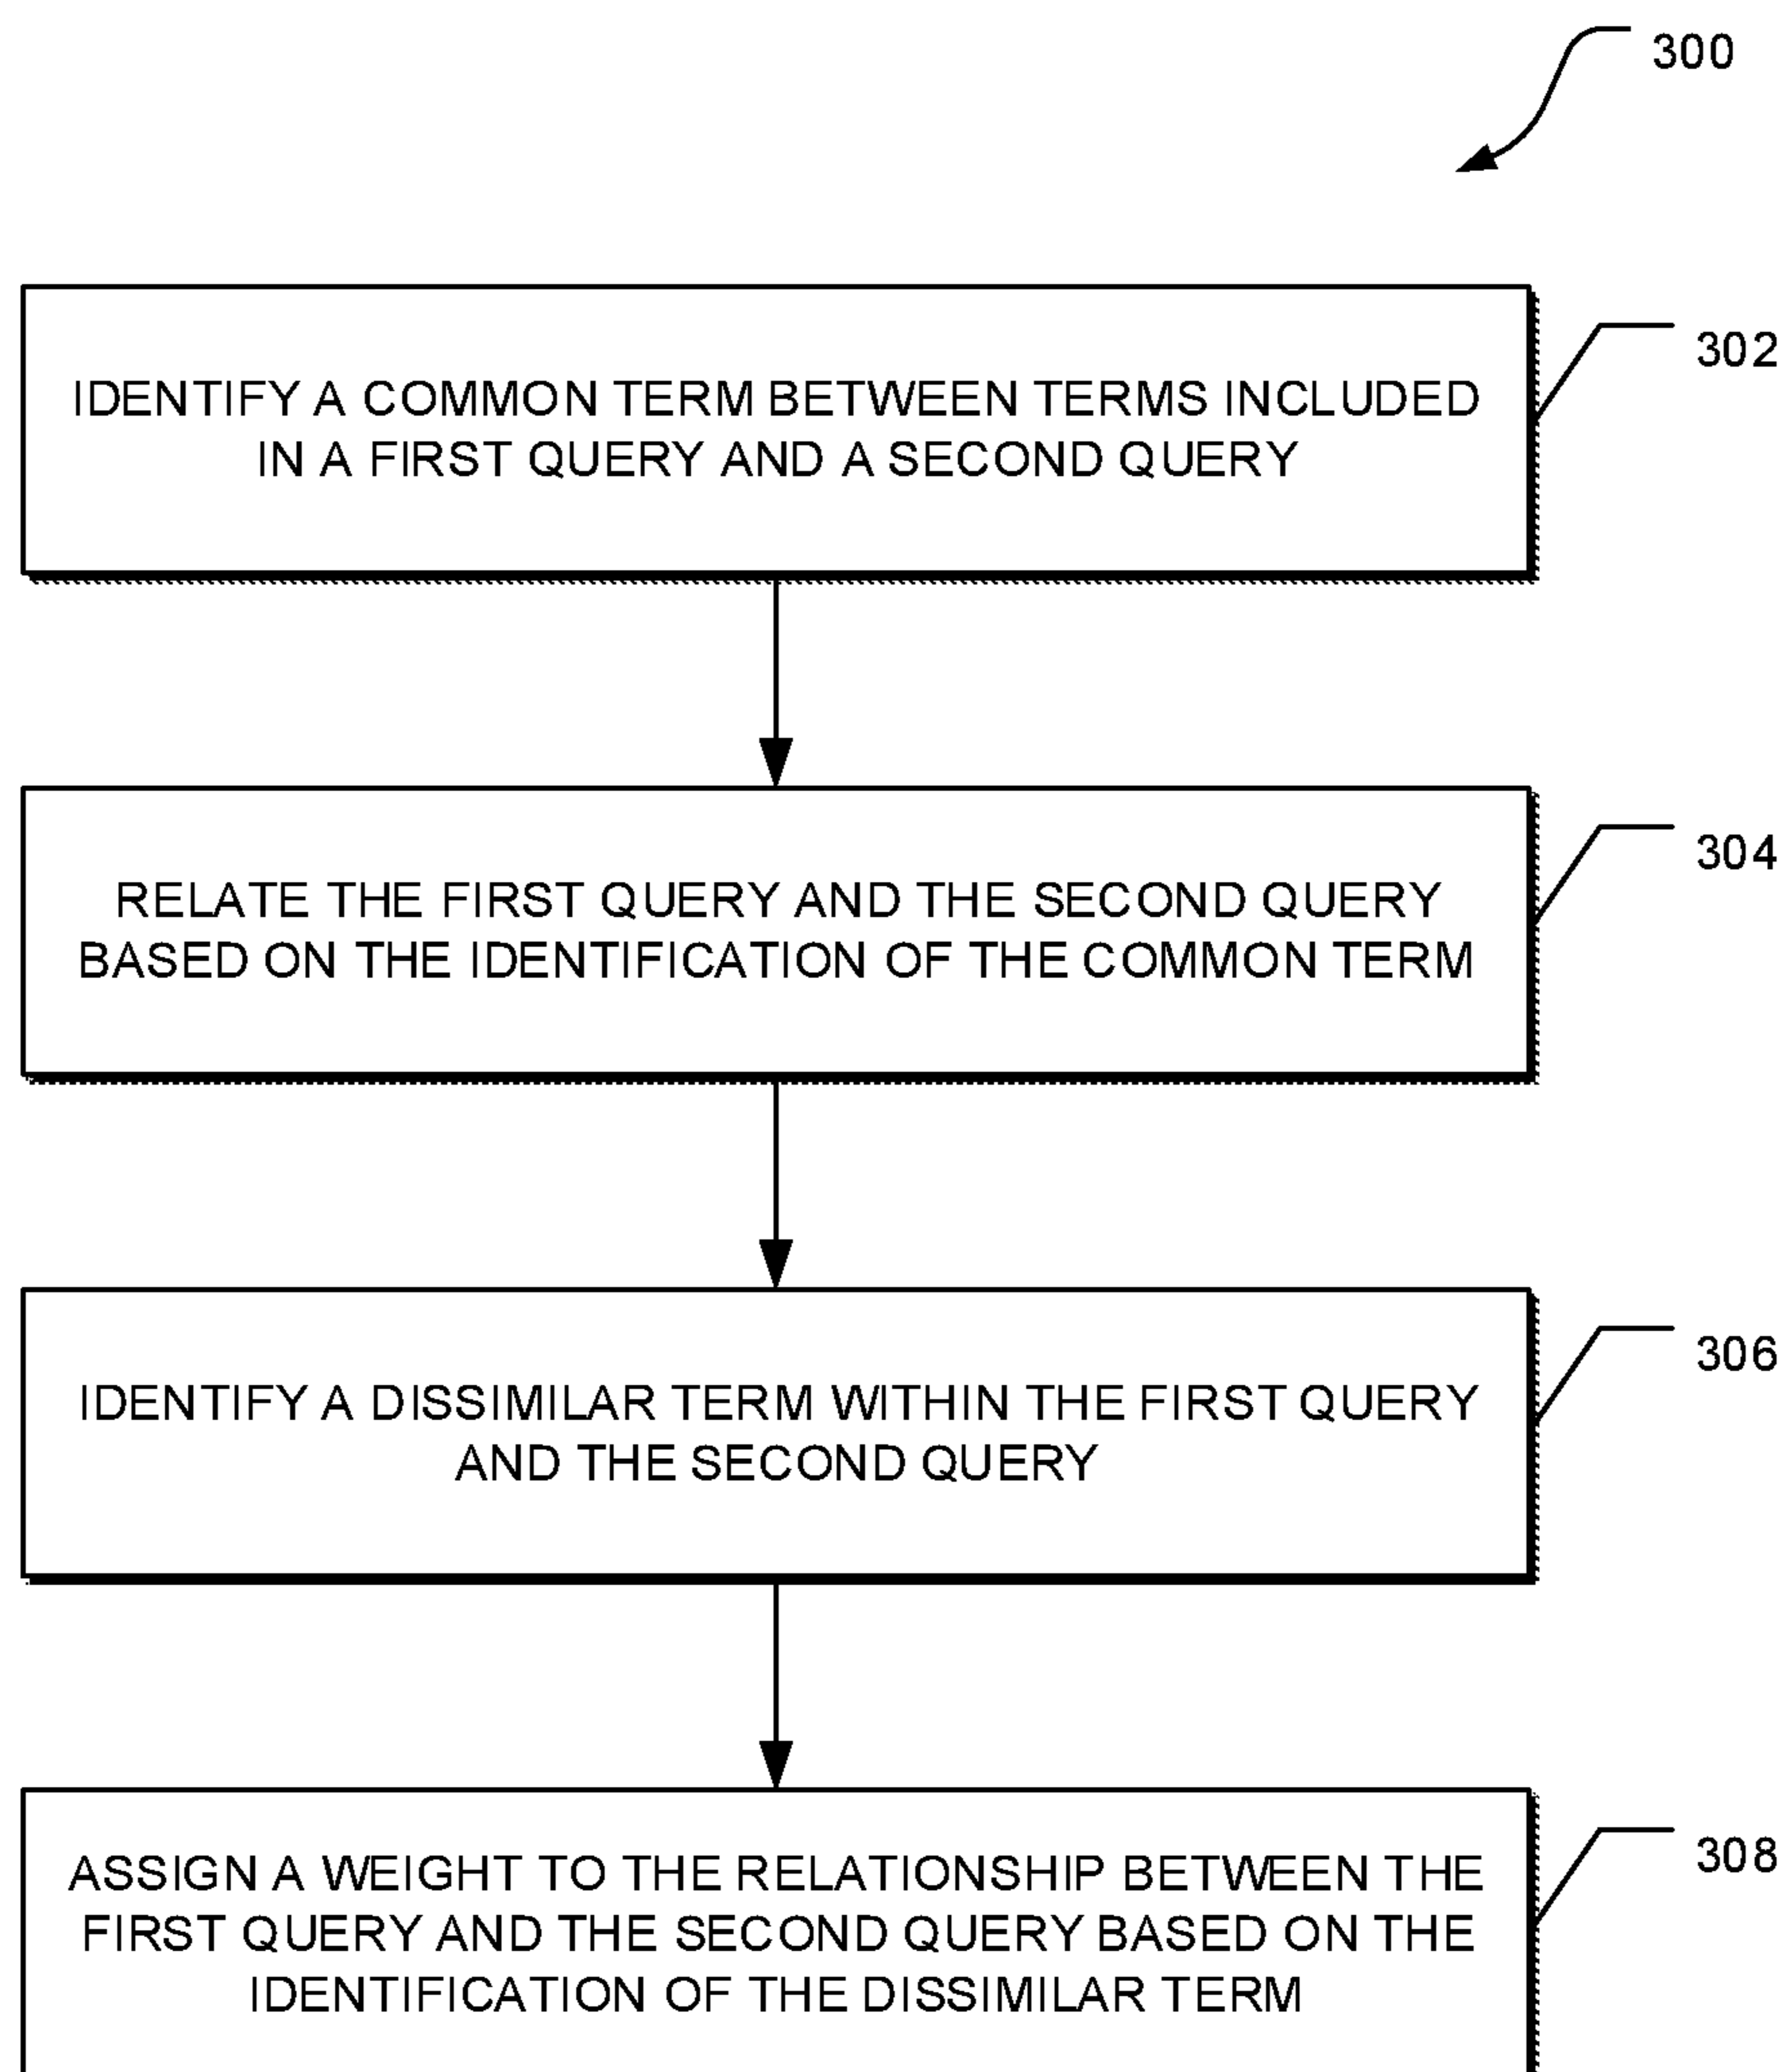 300
302
IDENTIFY A COMMON TERM BETWEEN TERMS INCLUDED
IN A FIRST QUERY AND A SECOND QUERY
304
RELATE THE FIRST QUERY AND THE SECOND QUERY
BASED ON THE IDENTIFICATION OF THE COMMON TERM
306
IDENTIFY A DISSIMILAR TERM WITHIN THE FIRST QUERY
AND THE SECOND QUERY
308
ASSIGN A WEIGHT TO THE RELATIONSHIP BETWEEN THE
FIRST QUERY AND THE SECOND QUERY BASED ON THE
IDENTIFICATION OF THE DISSIMILAR TERM